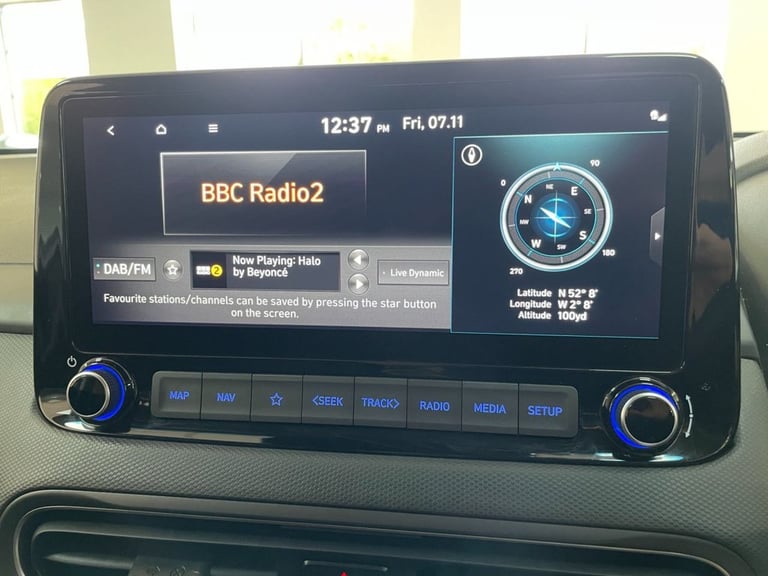 12:37 PM Fri, 07.11
BBC Radio2
DAB/FM
2
Now Playing: Halo
by Beyoncé
Live Dynamic
Favourite stations/channels can be saved by pressing the star button
on the screen.
0 90 180 270
N NE E SE S SW W NW
Latitude N 52° 8'
Longitude W 2° 8'
Altitude 100yd
MAP NAV <SEEK TRACK> RADIO MEDIA SETUP